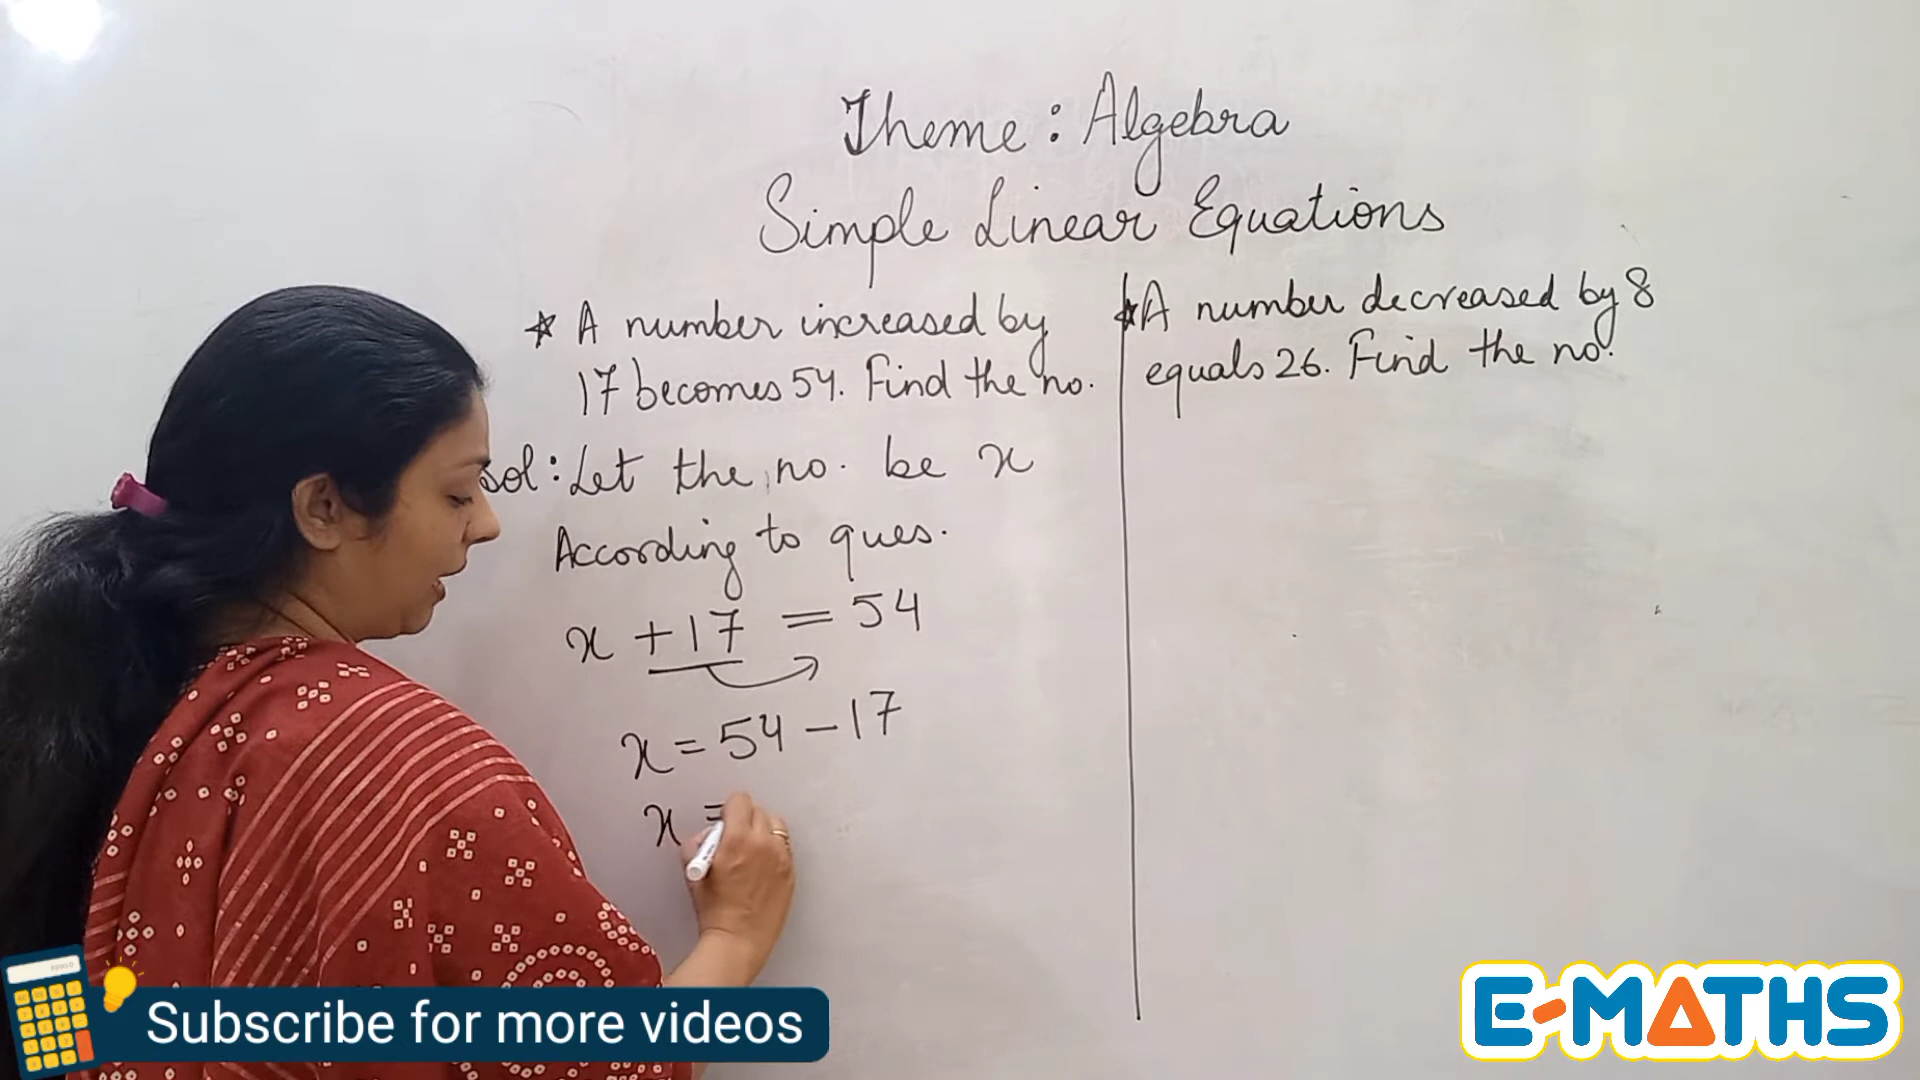 Theme : Algebra
Simple Linear Equations
* A number increased by
17 becomes 54. Find the no.
Sol : Let the no. be x
According to ques.
x + 17 = 54
x = 54 - 17
x =
* A number decreased by 8
equals 26. Find the no.
Subscribe for more videos
E-MATHS